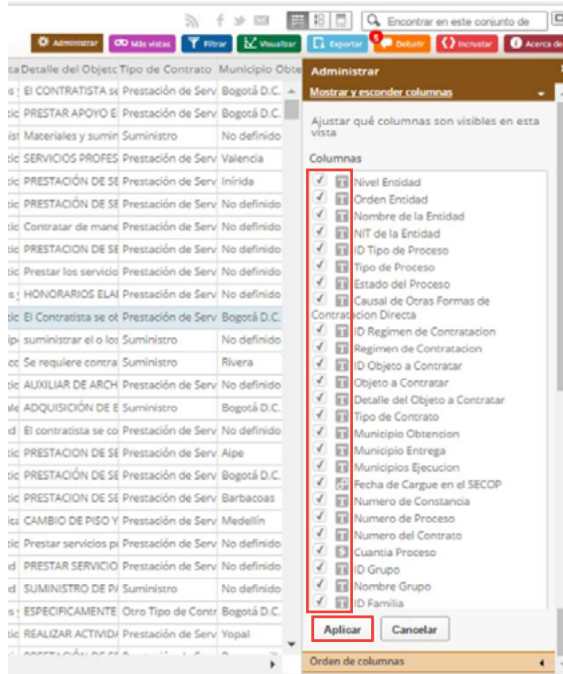 Encontrar en este conjunto de
Administrar Más vistas Filtrar Visualizar Exportar 5 Debatir Incrustar Acerca de
Detalle del Objeto Tipo de Contrato Municipio Obte
El CONTRATISTA se Prestación de Serv Bogotá D.C.
PRESTAR APOYO E Prestación de Serv Bogotá D.C.
Materiales y sumin Suministro No definido
SERVICIOS PROFES Prestación de Serv Valencia
PRESTACIÓN DE SE Prestación de Serv Inírida
PRESTACIÓN DE SE Prestación de Serv No definido
Contratar de mane Prestación de Serv No definido
PRESTACION DE SE Prestación de Serv No definido
Prestar los servicio Prestación de Serv No definido
HONORARIOS ELAI Prestación de Serv No definido
El Contratista se ob Prestación de Serv Bogotá D.C.
suministrar el o los Suministro No definido
Se requiere contra Suministro Rivera
AUXILIAR DE ARCH Prestación de Serv No definido
ADQUISICIÓN DE E Suministro Bogotá D.C.
El contratista se co Prestación de Serv No definido
PRESTACION DE SE Prestación de Serv Aipe
PRESTACIÓN DE SE Prestación de Serv Bogotá D.C.
PRESTACION DE SE Prestación de Serv Barbacoas
CAMBIO DE PISO Y Prestación de Serv Medellín
Prestar servicios pr Prestación de Serv No definido
PRESTAR SERVICIO Prestación de Serv No definido
SUMINISTRO DE PA Suministro No definido
ESPECIFICAMENTE Otro Tipo de Contr Bogotá D.C.
REALIZAR ACTIVIDA Prestación de Serv Yopal
Administrar
Mostrar y esconder columnas
Ajustar qué columnas son visibles en esta
vista
Columnas
Nivel Entidad
Orden Entidad
Nombre de la Entidad
NIT de la Entidad
ID Tipo de Proceso
Tipo de Proceso
Estado del Proceso
Causal de Otras Formas de
Contratacion Directa
ID Regimen de Contratacion
Regimen de Contratacion
ID Objeto a Contratar
Objeto a Contratar
Detalle del Objeto a Contratar
Tipo de Contrato
Municipio Obtencion
Municipio Entrega
Municipios Ejecucion
Fecha de Cargue en el SECOP
Numero de Constancia
Numero de Proceso
Numero del Contrato
Cuantia Proceso
ID Grupo
Nombre Grupo
ID Familia
Aplicar Cancelar
Orden de columnas